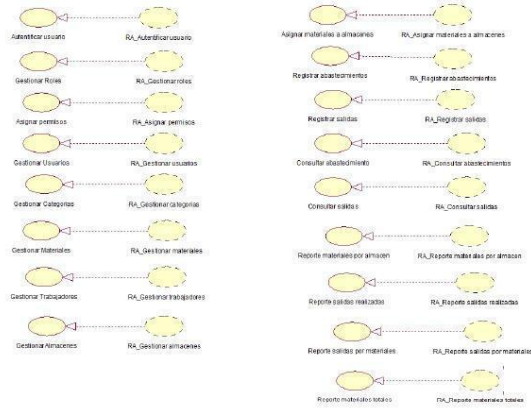 Autentificar usuario
RA_Autentificar usuario
Gestionar Roles
RA_Gestionar roles
Asignar permisos
RA_Asignar permisos
Gestionar Usuarios
RA_Gestionar usuarios
Gestionar Categorias
RA_Gestionar categorias
Gestionar Materiales
RA_Gestionar materiales
Gestionar Trabajadores
RA_Gestionar trabajadores
Gestionar Almacenes
RA_Gestionar almacenes
Asignar materiales a almacenes
RA_Asignar materiales a almacenes
Registrar abastecimientos
RA_Registrar abastecimientos
Registrar salidas
RA_Registrar salidas
Consultar abastecimiento
RA_Consultar abastecimientos
Consultar salidas
RA_Consultar salidas
Reporte materiales por almacen
RA_Reporte materiales por almacen
Reporte salidas realizadas
RA_Reporte salidas realizadas
Reporte salidas por materiales
RA_Reporte salidas por materiales
Reporte materiales totales
RA_Reporte materiales totales